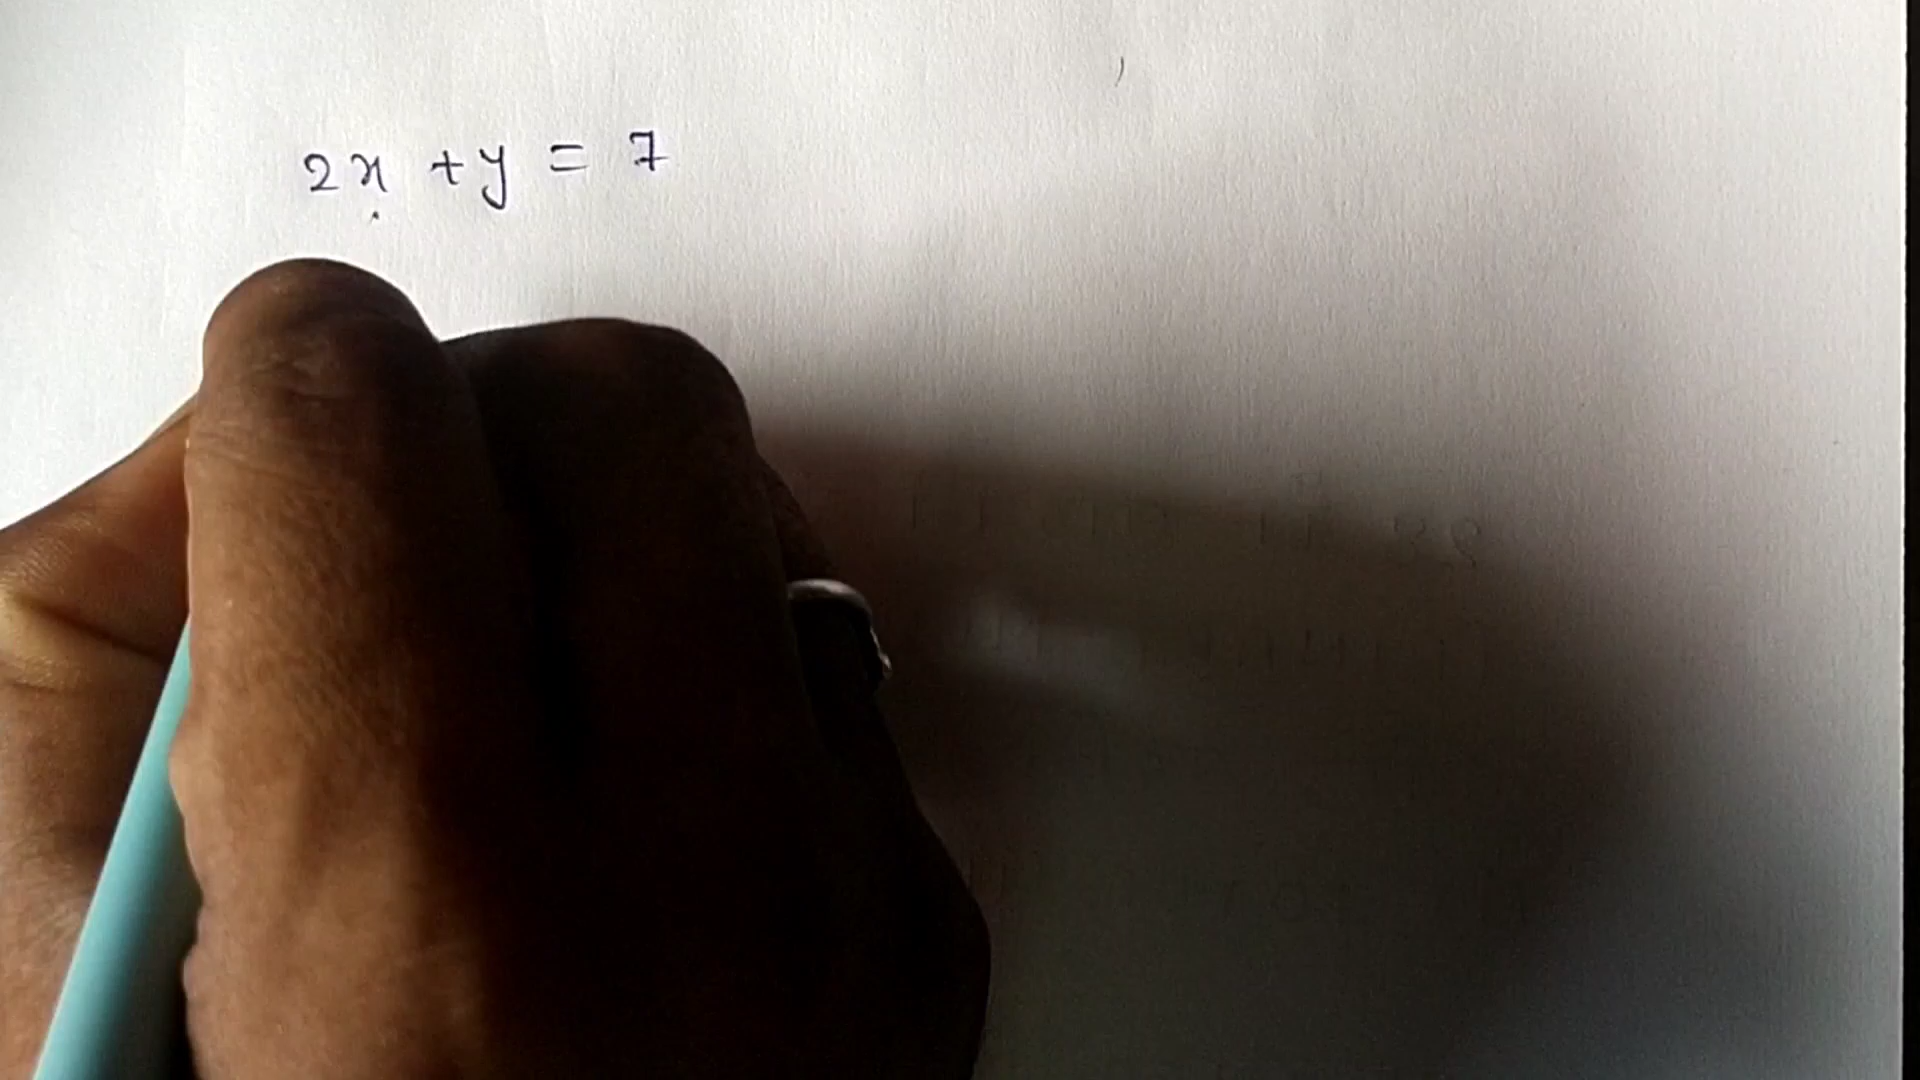 2x + y = 7